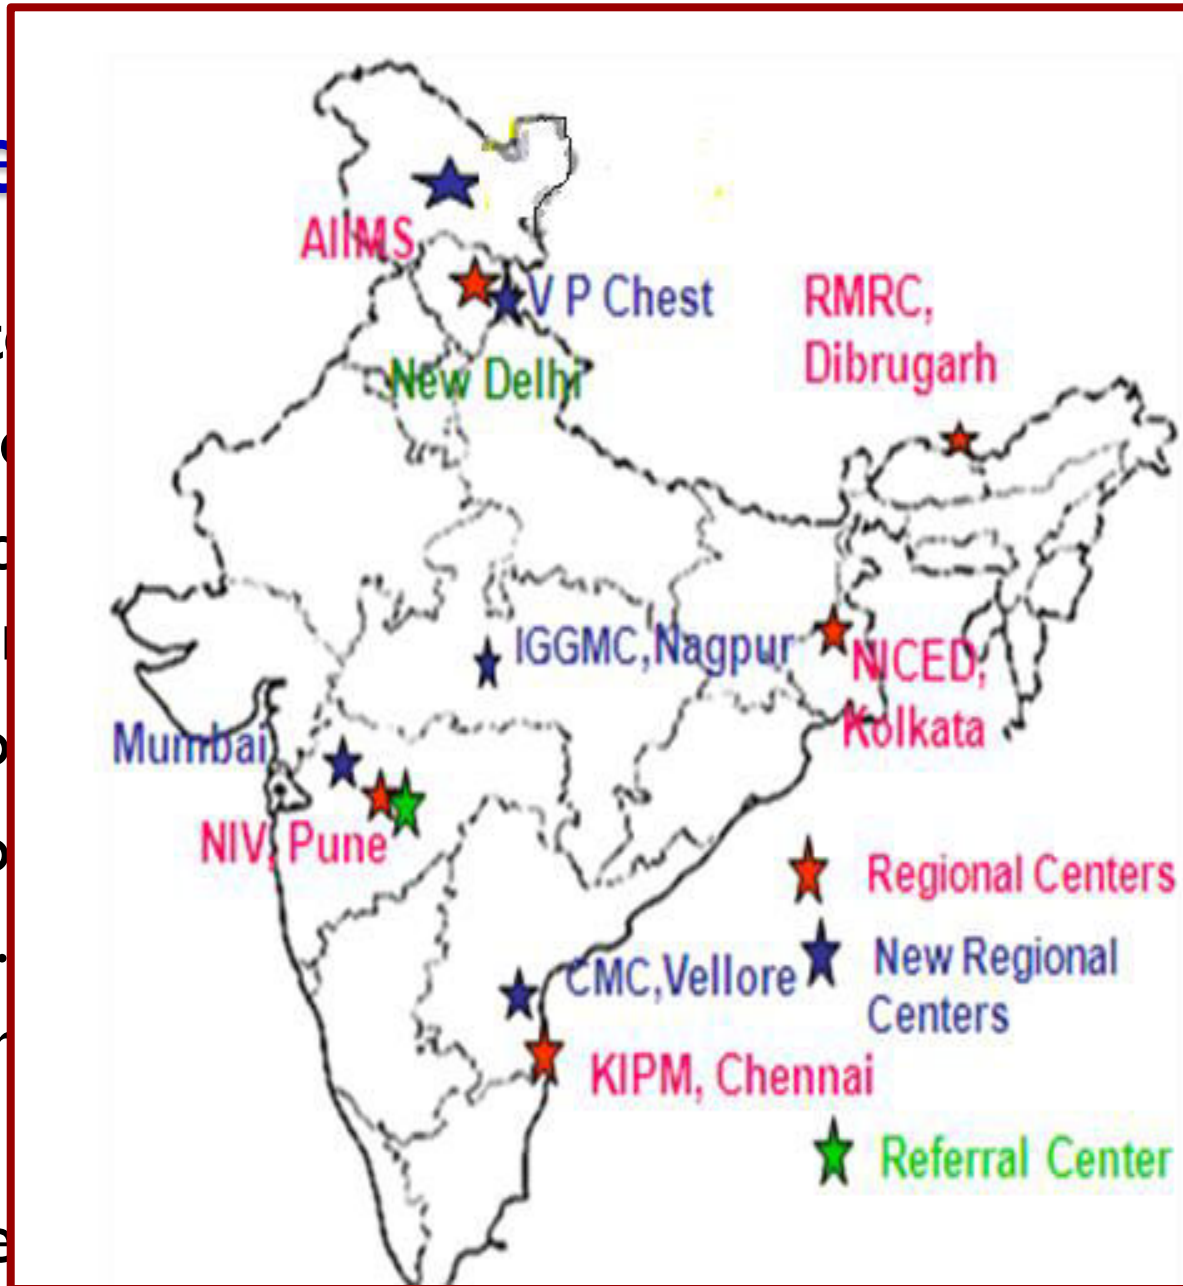 AIIMS
V P Chest
RMRC,
Dibrugarh
New Delhi
IGGMC,Nagpur
NICED,
Kolkata
Mumbai
NIV, Pune
Regional Centers
New Regional
Centers
CMC,Vellore
KIPM, Chennai
Referral Center